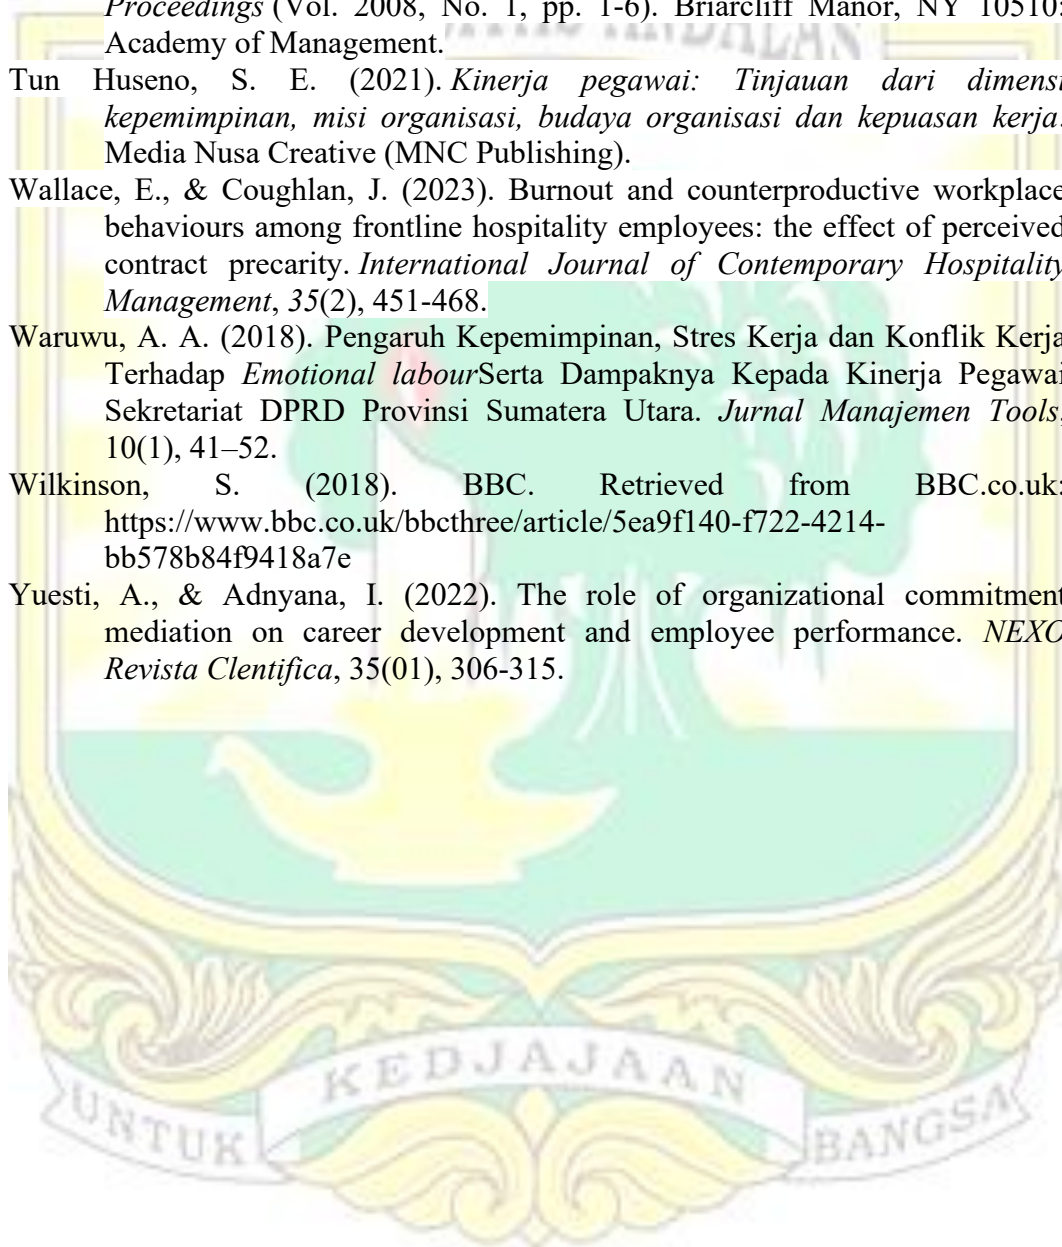 Proceedings (Vol. 2008, No. 1, pp. 1-6). Briarcliff Manor, NY 10510:
Academy of Management.
Tun Huseno, S. E. (2021). Kinerja pegawai: Tinjauan dari dimensi
kepemimpinan, misi organisasi, budaya organisasi dan kepuasan kerja.
Media Nusa Creative (MNC Publishing).
Wallace, E., & Coughlan, J. (2023). Burnout and counterproductive workplace
behaviours among frontline hospitality employees: the effect of perceived
contract precarity. International Journal of Contemporary Hospitality
Management, 35(2), 451-468.
Waruwu, A. A. (2018). Pengaruh Kepemimpinan, Stres Kerja dan Konflik Kerja
Terhadap Emotional labourSerta Dampaknya Kepada Kinerja Pegawai
Sekretariat DPRD Provinsi Sumatera Utara. Jurnal Manajemen Tools,
10(1), 41–52.
Wilkinson, S. (2018). BBC. Retrieved from BBC.co.uk:
https://www.bbc.co.uk/bbcthree/article/5ea9f140-f722-4214-
bb578b84f9418a7e
Yuesti, A., & Adnyana, I. (2022). The role of organizational commitment
mediation on career development and employee performance. NEXO
Revista Clentifica, 35(01), 306-315.
UNTUK KEDJAJAAN BANGSA